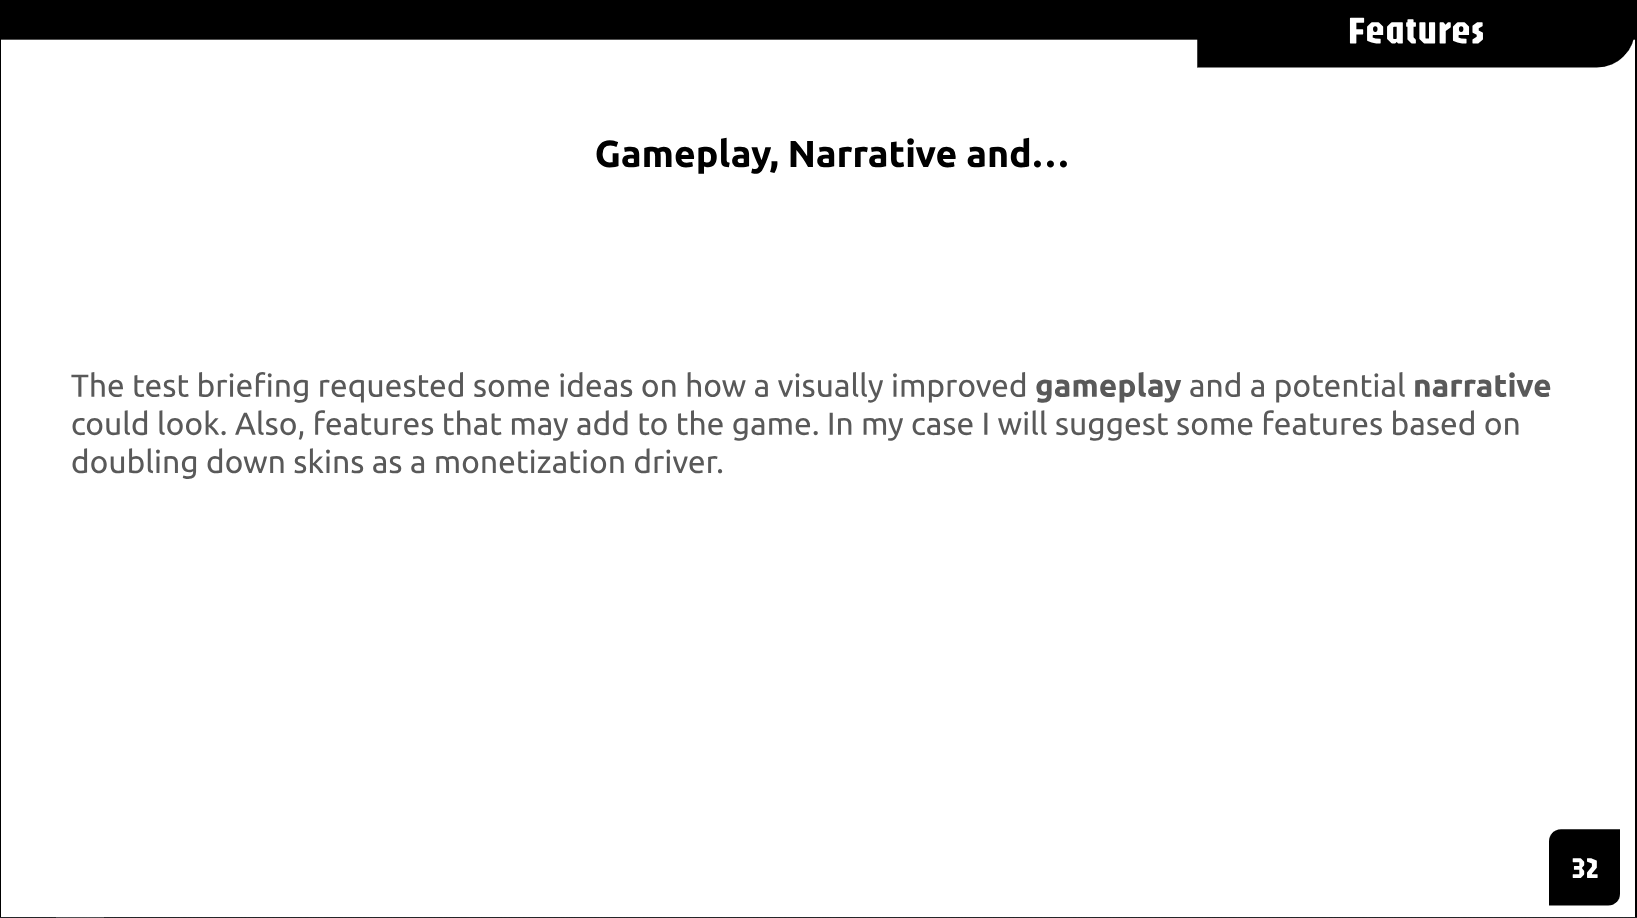 Features
Gameplay, Narrative and…
The test briefing requested some ideas on how a visually improved gameplay and a potential narrative
could look. Also, features that may add to the game. In my case I will suggest some features based on
doubling down skins as a monetization driver.
32